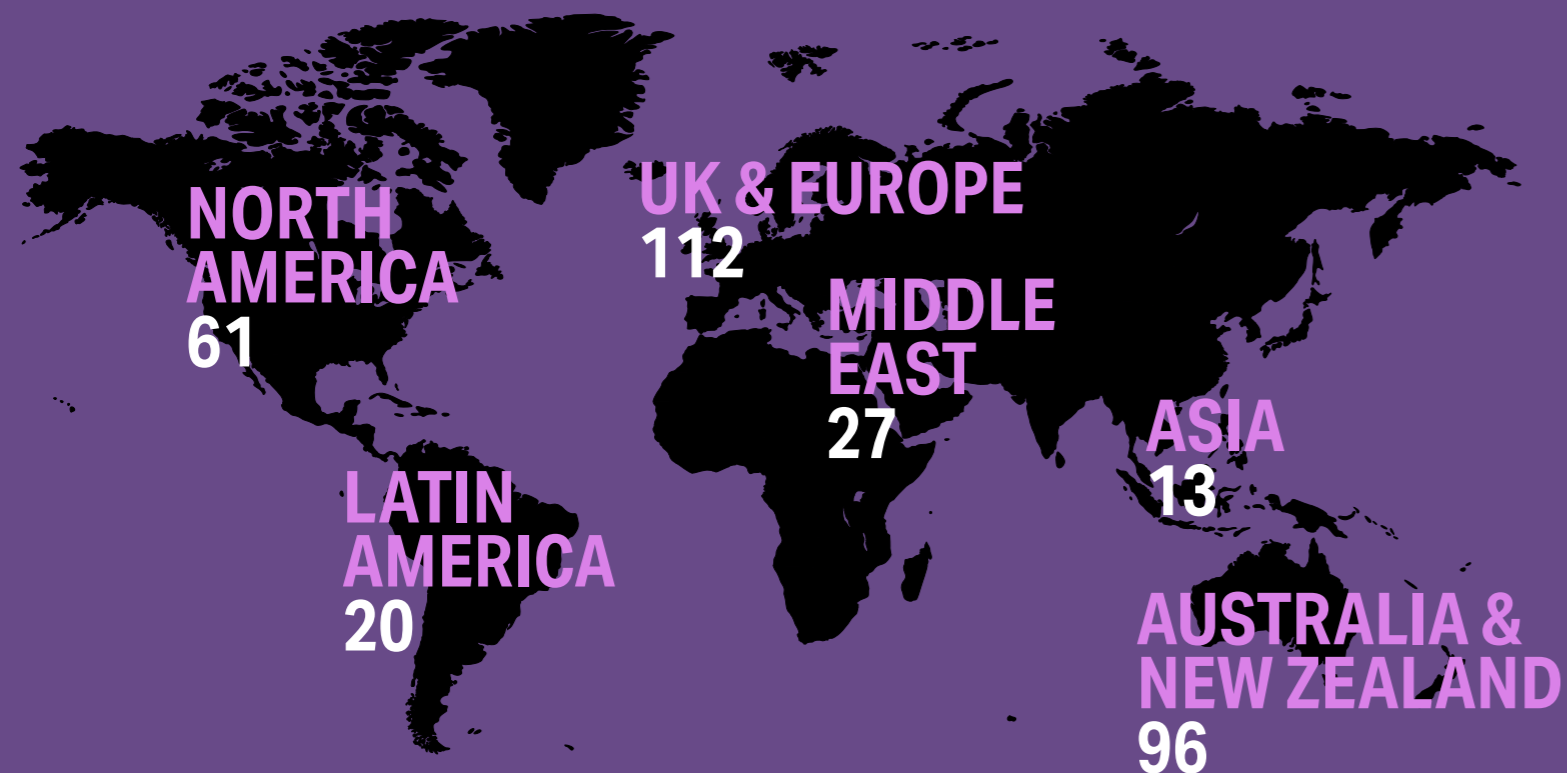 NORTH
AMERICA
61
UK & EUROPE
112
MIDDLE
EAST
27
ASIA
13
LATIN
AMERICA
20
AUSTRALIA &
NEW ZEALAND
96